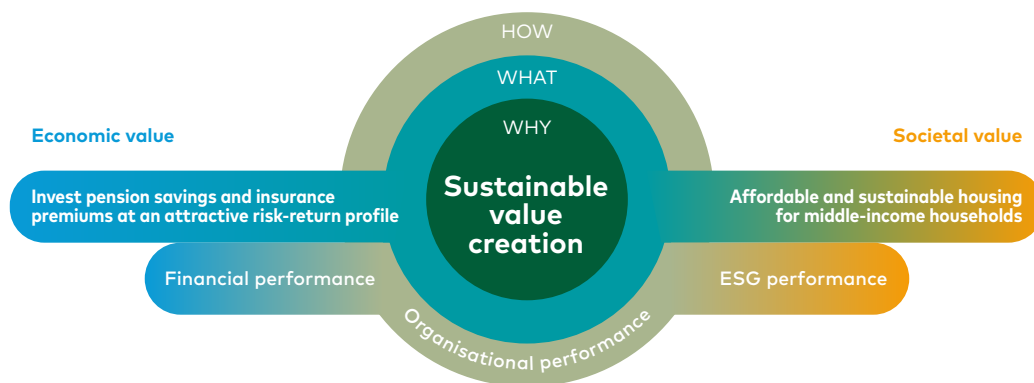 HOW
WHAT
WHY
Sustainable
value
creation
Economic value
Invest pension savings and insurance
premiums at an attractive risk-return profile
Financial performance
Societal value
Affordable and sustainable housing
for middle-income households
ESG performance
Organisational performance